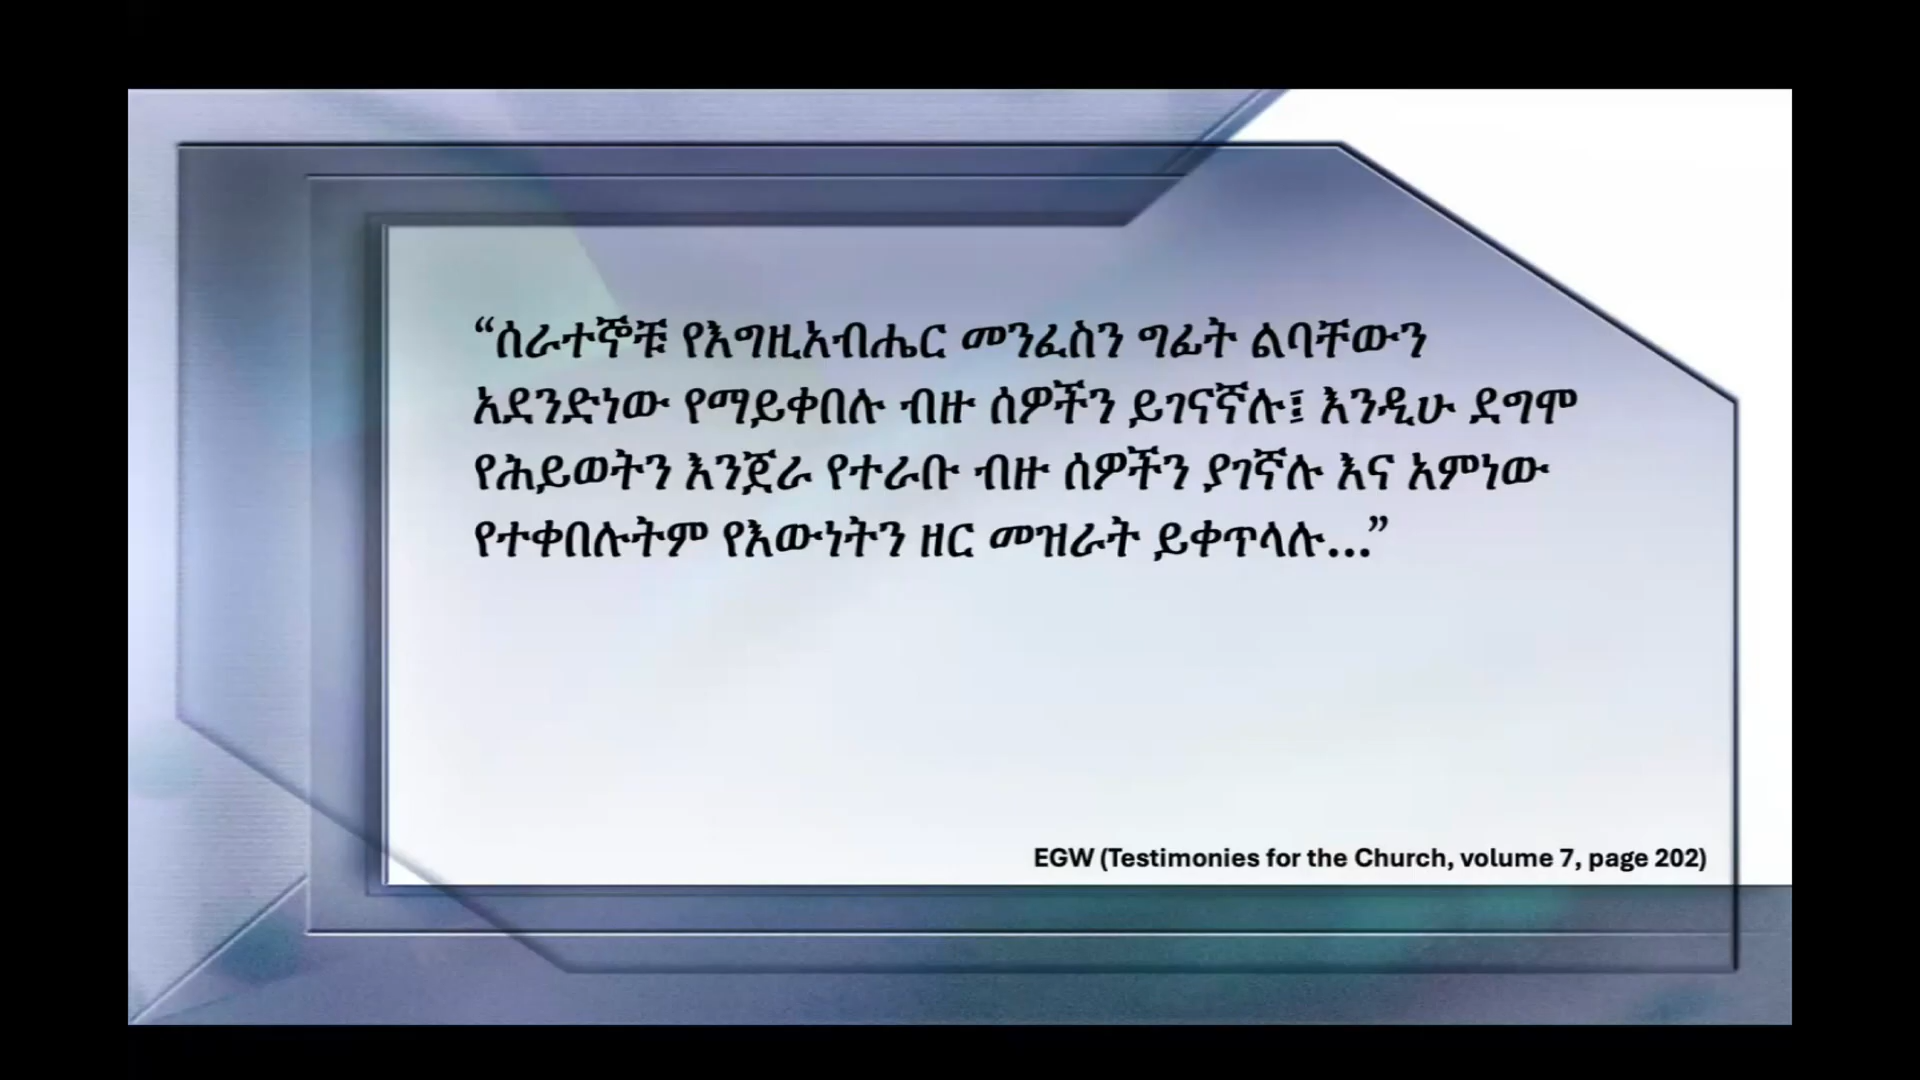 “ሰራተኞቹ የእግዚአብሔር መንፈስን ግፊት ልባቸውን
አደንድነው የማይቀበሉ ብዙ ሰዎችን ይገናኛሉ፤ እንዲሁ ደግሞ
የሕይወትን እንጀራ የተራቡ ብዙ ሰዎችን ያገኛሉ እና አምነው
የተቀበሉትም የእውነትን ዘር መዝራት ይቀጥላሉ...”
EGW (Testimonies for the Church, volume 7, page 202)